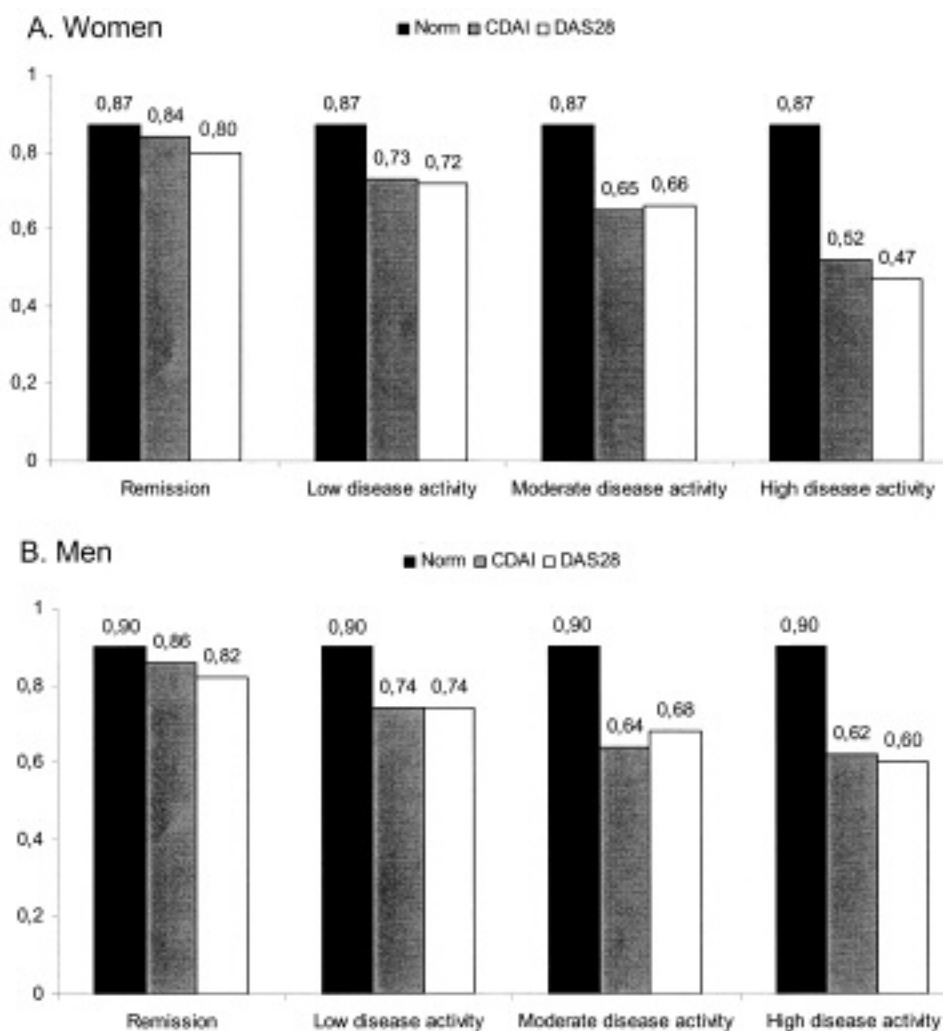 A. Women
Norm CDAI DAS28
1
0,87 0,84 0,80 0,87 0,73 0,72 0,87 0,65 0,66 0,87 0,52 0,47
0,8
0,6
0,4
0,2
0
Remission Low disease activity Moderate disease activity High disease activity
B. Men
Norm CDAI DAS28
1
0,90 0,86 0,82 0,90 0,74 0,74 0,90 0,64 0,68 0,90 0,62 0,60
0,8
0,6
0,4
0,2
0
Remission Low disease activity Moderate disease activity High disease activity